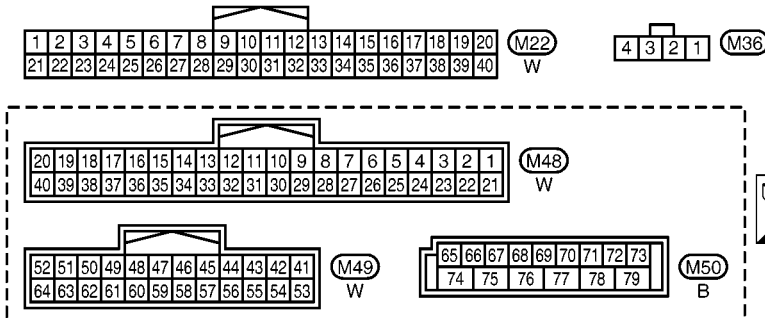 1 2 3 4 5 6 7 8 9 10 11 12 13 14 15 16 17 18 19 20 M22
21 22 23 24 25 26 27 28 29 30 31 32 33 34 35 36 37 38 39 40 W
4 3 2 1 M36
20 19 18 17 16 15 14 13 12 11 10 9 8 7 6 5 4 3 2 1 M48
40 39 38 37 36 35 34 33 32 31 30 29 28 27 26 25 24 23 22 21 W
52 51 50 49 48 47 46 45 44 43 42 41 M49
64 63 62 61 60 59 58 57 56 55 54 53 W
65 66 67 68 69 70 71 72 73 M50
74 75 76 77 78 79 B